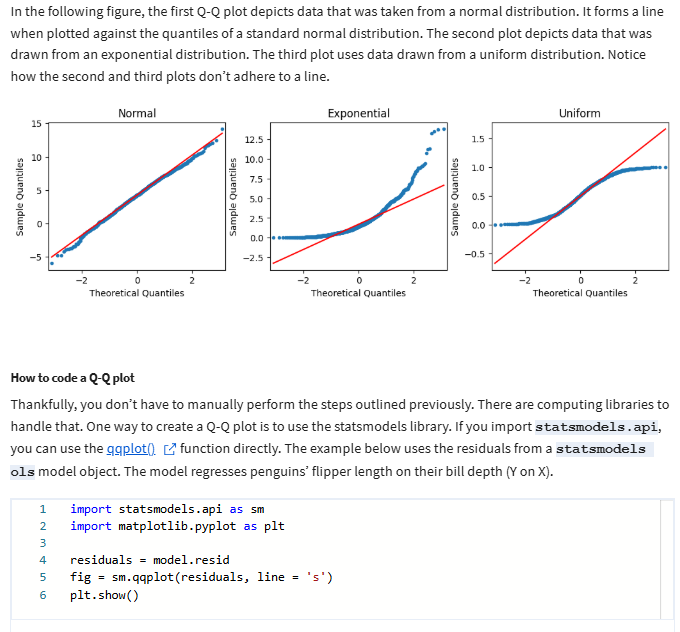 In the following figure, the first Q-Q plot depicts data that was taken from a normal distribution. It forms a line
when plotted against the quantiles of a standard normal distribution. The second plot depicts data that was
drawn from an exponential distribution. The third plot uses data drawn from a uniform distribution. Notice
how the second and third plots don't adhere to a line.
Normal
15
10
5
0
−5
Sample Quantiles
−2 0 2
Theoretical Quantiles
Exponential
12.5
10.0
7.5
5.0
2.5
0.0
−2.5
Sample Quantiles
−2 0 2
Theoretical Quantiles
Uniform
1.5
1.0
0.5
0.0
−0.5
Sample Quantiles
−2 0 2
Theoretical Quantiles
How to code a Q-Q plot
Thankfully, you don't have to manually perform the steps outlined previously. There are computing libraries to
handle that. One way to create a Q-Q plot is to use the statsmodels library. If you import statsmodels.api,
you can use the qqplot() function directly. The example below uses the residuals from a statsmodels
ols model object. The model regresses penguins' flipper length on their bill depth (Y on X).
1 import statsmodels.api as sm
2 import matplotlib.pyplot as plt
3
4 residuals = model.resid
5 fig = sm.qqplot(residuals, line = 's')
6 plt.show()